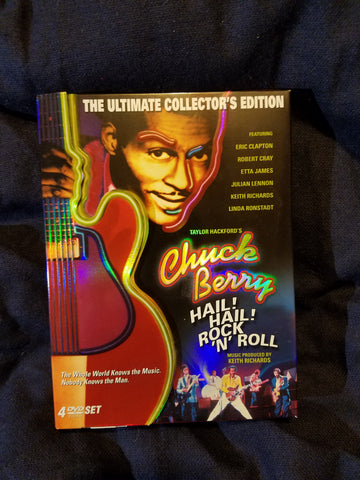 THE ULTIMATE COLLECTOR'S EDITION
FEATURING
ERIC CLAPTON
ROBERT CRAY
ETTA JAMES
JULIAN LENNON
KEITH RICHARDS
LINDA RONSTADT
TAYLOR HACKFORD'S
Chuck
Berry
HAIL!
HAIL!
ROCK
'N' ROLL
MUSIC PRODUCED BY
KEITH RICHARDS
The Whole World Knows the Music.
Nobody Knows the Man.
4 DVD SET